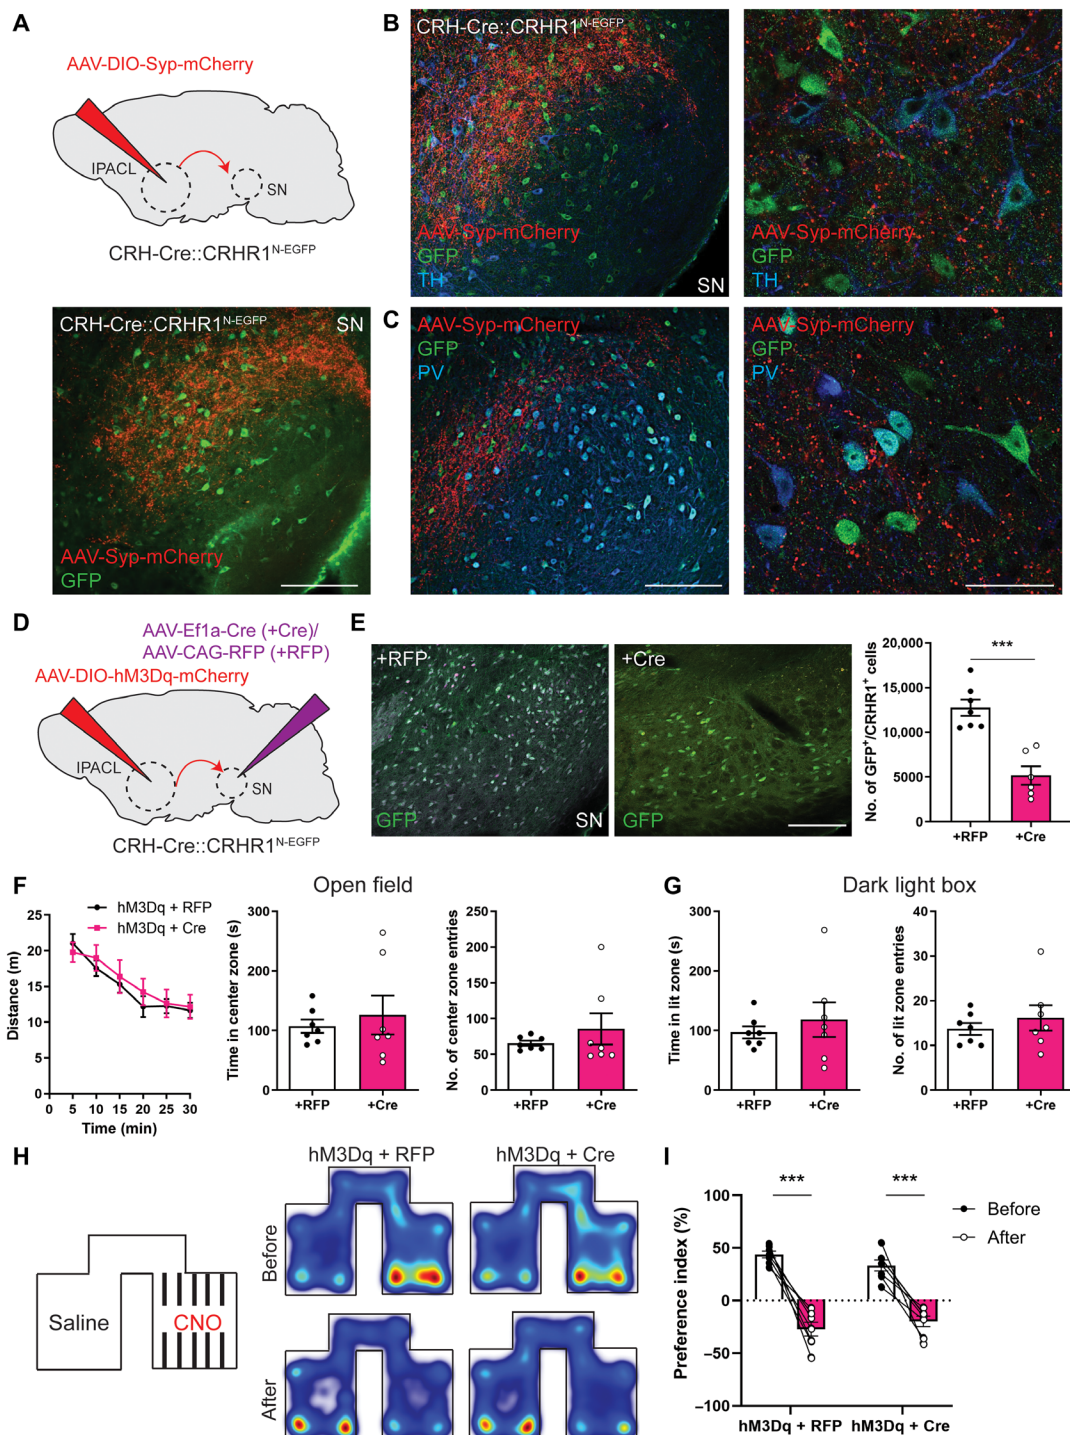 A
AAV-DIO-Syp-mCherry
IPACL
SN
CRH-Cre::CRHR1N-EGFP
CRH-Cre::CRHR1N-EGFP
SN
AAV-Syp-mCherry
GFP
B
CRH-Cre::CRHR1N-EGFP
AAV-Syp-mCherry
GFP
TH
SN
AAV-Syp-mCherry
GFP
TH
C
AAV-Syp-mCherry
GFP
PV
AAV-Syp-mCherry
GFP
PV
D
AAV-Ef1a-Cre (+Cre)/
AAV-CAG-RFP (+RFP)
AAV-DIO-hM3Dq-mCherry
IPACL
SN
CRH-Cre::CRHR1N-EGFP
E
+RFP
GFP
SN
+Cre
GFP
No. of GFP+/CRHR1+ cells
20,000
15,000
10,000
5000
0
***
+RFP
+Cre
F
Open field
hM3Dq + RFP
hM3Dq + Cre
Distance (m)
25
20
15
10
5
0
0
5
10
15
20
25
30
Time (min)
Time in center zone (s)
300
200
100
0
+RFP
+Cre
No. of center zone entries
250
200
150
100
50
0
+RFP
+Cre
G
Dark light box
Time in lit zone (s)
300
200
100
0
+RFP
+Cre
No. of lit zone entries
40
30
20
10
0
+RFP
+Cre
H
Saline
CNO
hM3Dq + RFP
hM3Dq + Cre
Before
After
I
Preference index (%)
100
50
0
−50
−100
***
***
Before
After
hM3Dq + RFP
hM3Dq + Cre